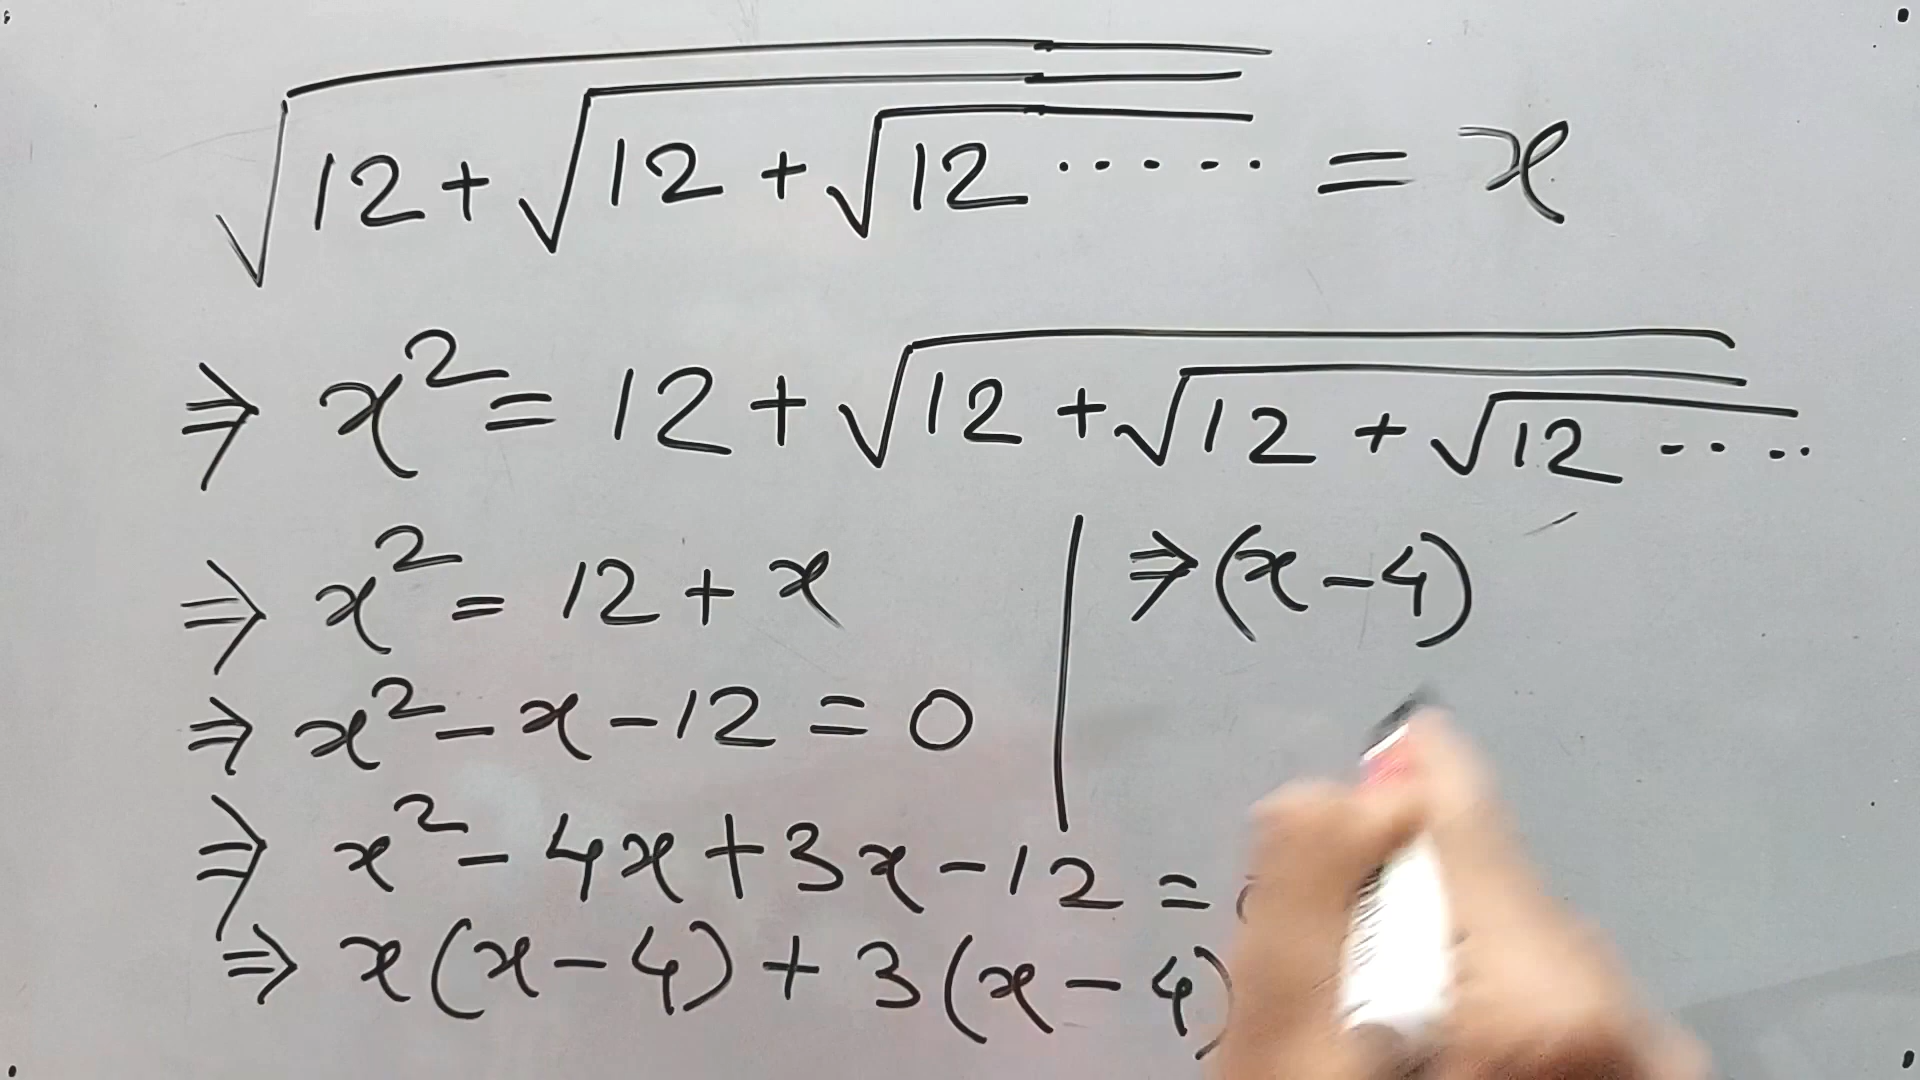 √(12 + √(12 + √(12 ..... = x
⇒ x² = 12 + √(12 + √(12 + √(12 .....
⇒ x² = 12 + x
⇒ x² - x - 12 = 0
⇒ x² - 4x + 3x - 12 =
⇒ x(x - 4) + 3(x - 4)
⇒ (x - 4)